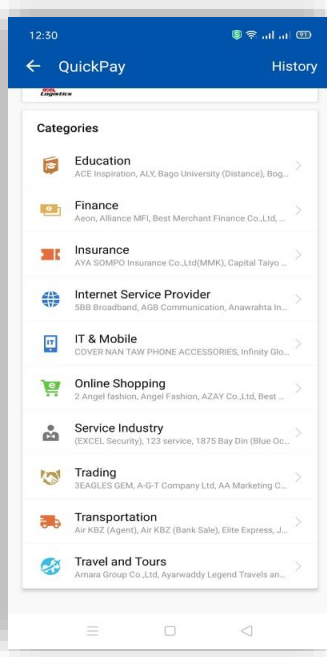 12:30
91
QuickPay
History
Logistics
Categories
Education
ACE Inspiration, ALY, Bago University (Distance), Bog...
Finance
Aeon, Alliance MFI, Best Merchant Finance Co.,Ltd, ...
Insurance
AYA SOMPO Insurance Co.,Ltd(MMK), Capital Taiyo ...
Internet Service Provider
5BB Broadband, AGB Communication, Anawrahta In...
IT
IT & Mobile
COVER NAN TAW PHONE ACCESSORIES, Infinity Glo...
Online Shopping
2 Angel fashion, Angel Fashion, AZAY Co.,Ltd, Best ...
Service Industry
(EXCEL Security), 123 service, 1875 Bay Din (Blue Oc...
Trading
3EAGLES GEM, A-G-T Company Ltd, AA Marketing C...
Transportation
Air KBZ (Agent), Air KBZ (Bank Sale), Elite Express, J...
Travel and Tours
Amara Group Co.,Ltd, Ayarwaddy Legend Travels an...